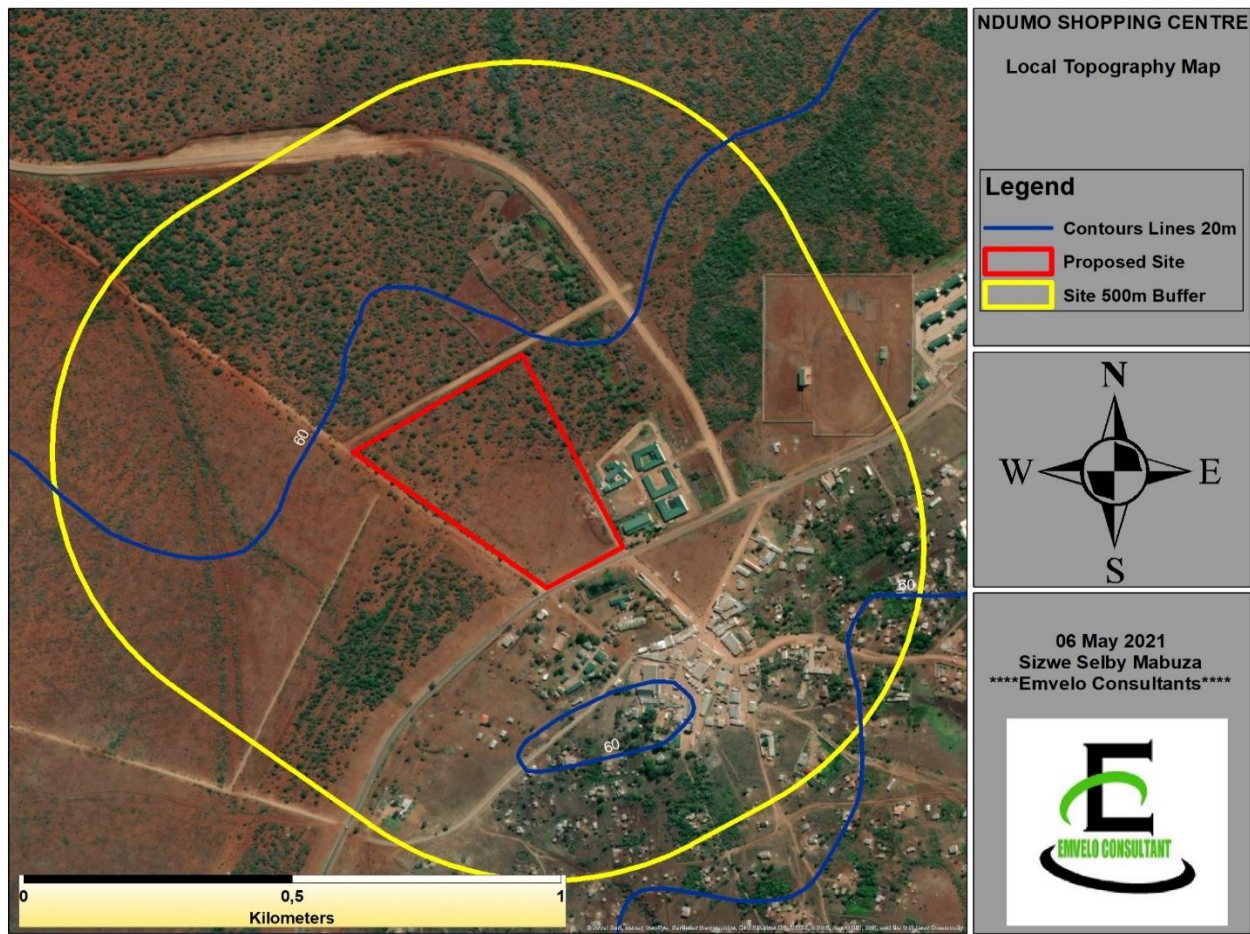 NDUMO SHOPPING CENTRE
Local Topography Map
Legend
Contours Lines 20m
Proposed Site
Site 500m Buffer
N
W E
S
06 May 2021
Sizwe Selby Mabuza
****Emvelo Consultants****
E
EMVELO CONSULTANT
60
60
60
0 0,5 1
Kilometers